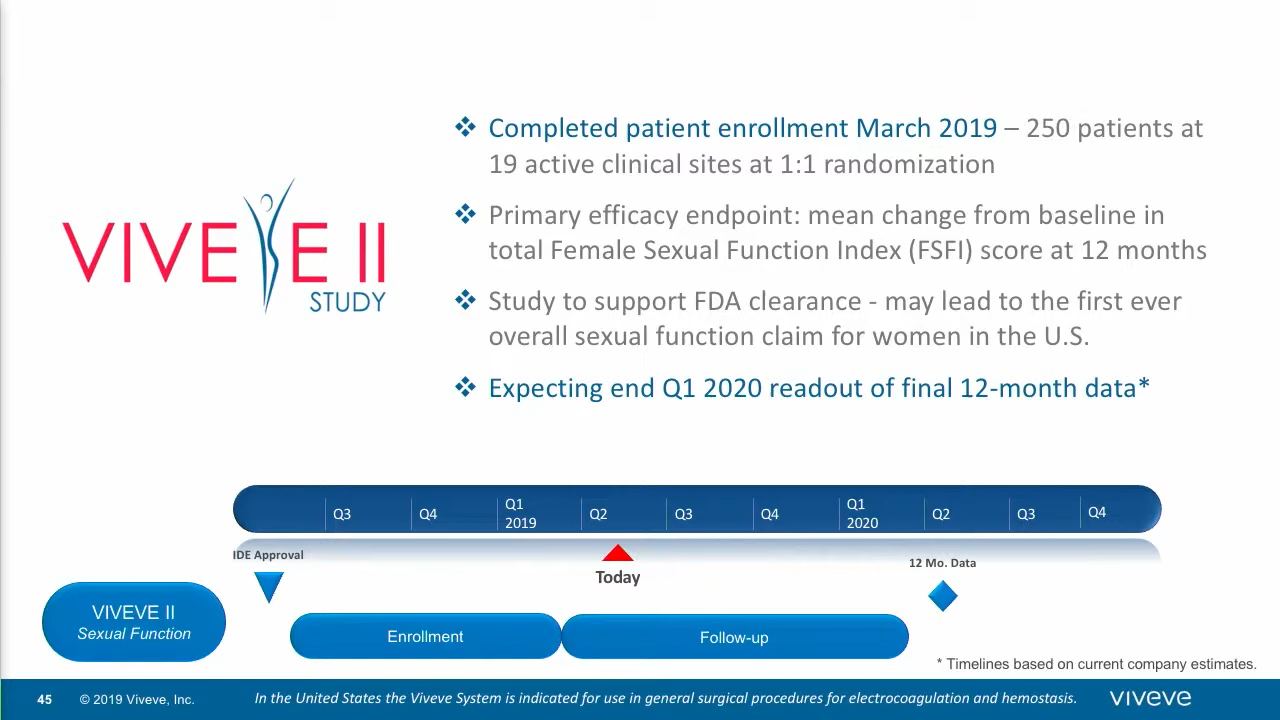 ❖ Completed patient enrollment March 2019 – 250 patients at
19 active clinical sites at 1:1 randomization
❖ Primary efficacy endpoint: mean change from baseline in
total Female Sexual Function Index (FSFI) score at 12 months
❖ Study to support FDA clearance - may lead to the first ever
overall sexual function claim for women in the U.S.
❖ Expecting end Q1 2020 readout of final 12-month data*
VIVEVE II
STUDY
Q3
Q4
Q1
2019
Q2
Q3
Q4
Q1
2020
Q2
Q3
Q4
IDE Approval
Today
12 Mo. Data
VIVEVE II
Sexual Function
Enrollment
Follow-up
* Timelines based on current company estimates.
45
© 2019 Viveve, Inc.
In the United States the Viveve System is indicated for use in general surgical procedures for electrocoagulation and hemostasis.
viveve